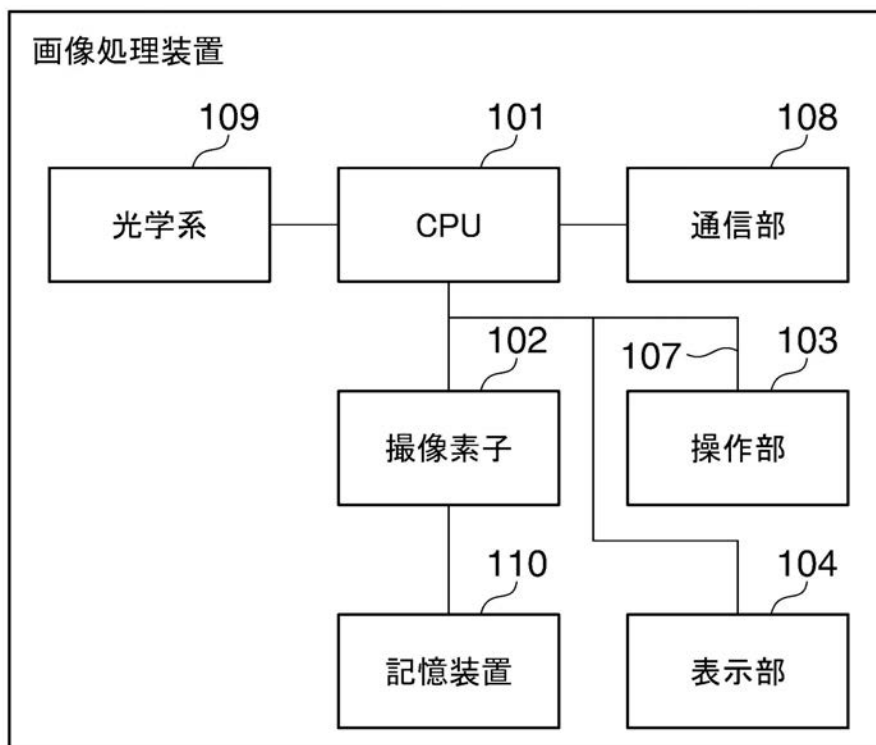 画像処理装置
109
101
108
光学系
CPU
通信部
102
107
103
撮像素子
操作部
110
104
記憶装置
表示部